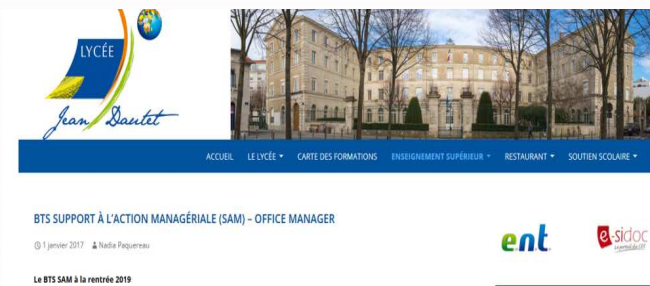 LYCÉE
Jean Dautet
ACCUEIL LE LYCÉE CARTE DES FORMATIONS ENSEIGNEMENT SUPÉRIEUR RESTAURANT SOUTIEN SCOLAIRE
BTS SUPPORT À L'ACTION MANAGÉRIALE (SAM) – OFFICE MANAGER
1 janvier 2017 Nadia Paquereau
e.n.t. e-sidoc
Le BTS SAM à la rentrée 2019